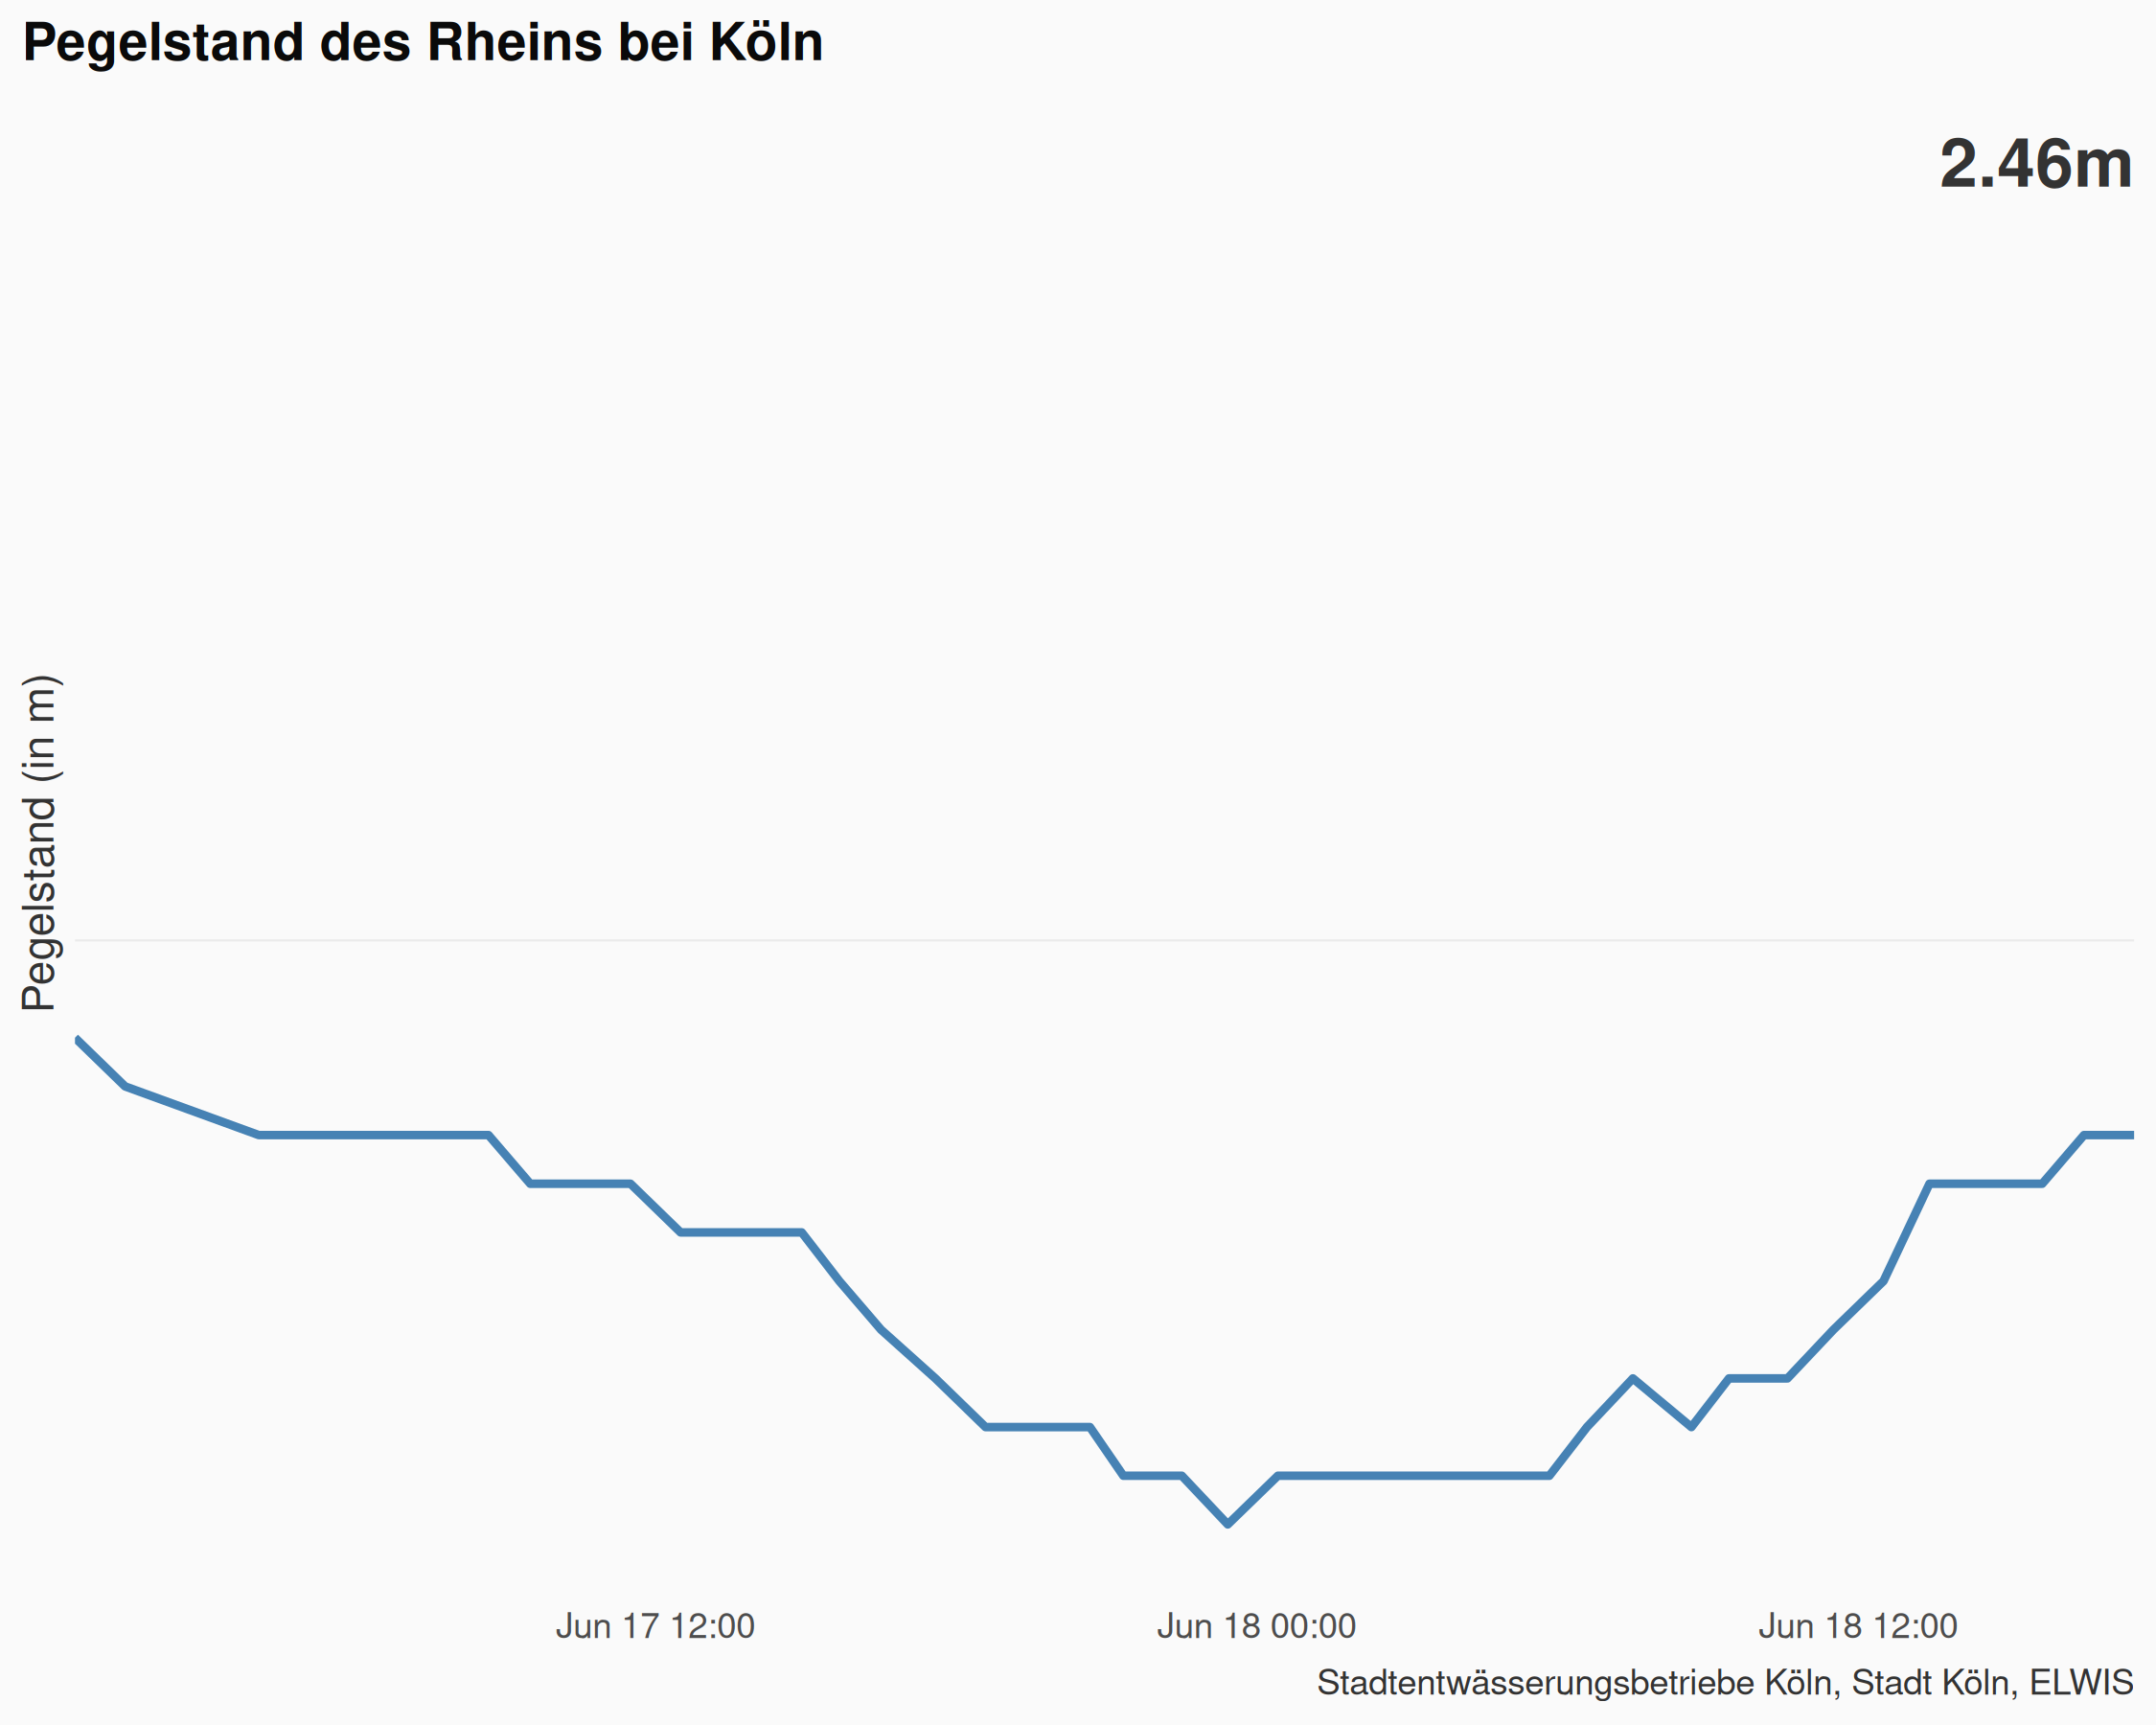 Pegelstand des Rheins bei Köln
2.46m
Pegelstand (in m)
Jun 17 12:00
Jun 18 00:00
Jun 18 12:00
Stadtentwässerungsbetriebe Köln, Stadt Köln, ELWIS